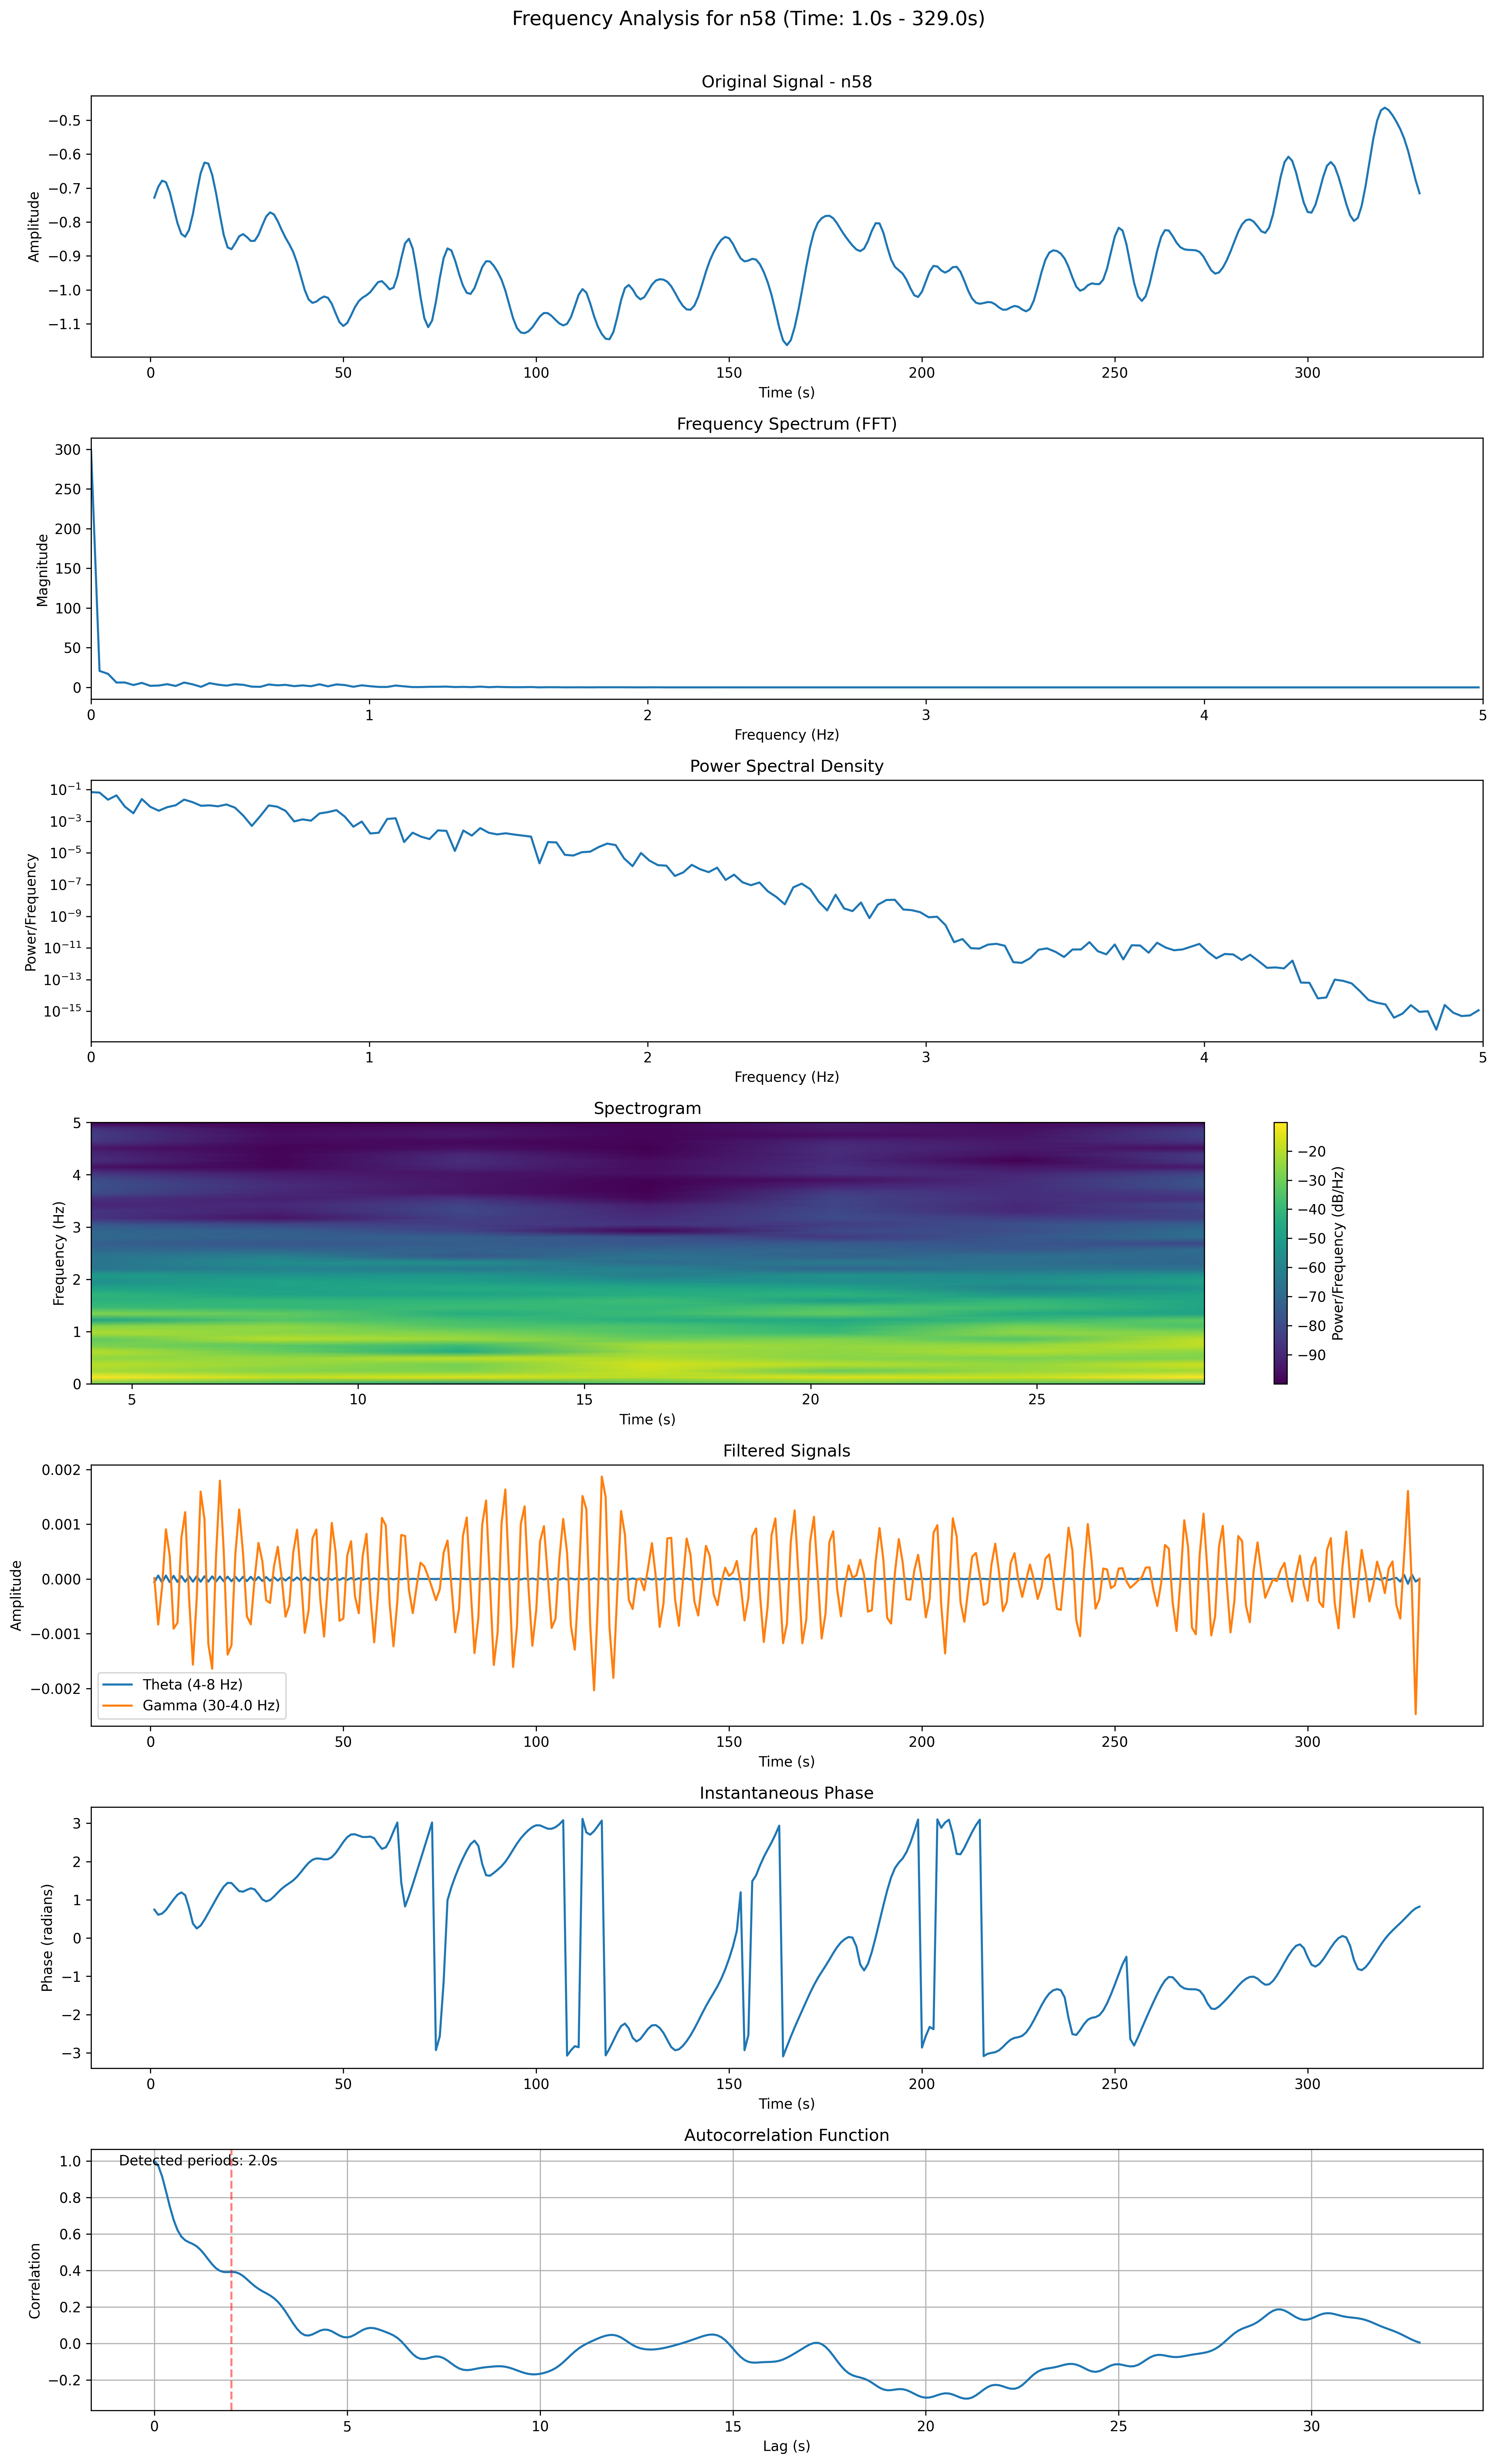 Frequency Analysis for n58 (Time: 1.0s - 329.0s)
Original Signal - n58
Amplitude
−0.5
−0.6
−0.7
−0.8
−0.9
−1.0
−1.1
0 50 100 150 200 250 300
Time (s)
Frequency Spectrum (FFT)
Magnitude
300
250
200
150
100
50
0
0 1 2 3 4 5
Frequency (Hz)
Power Spectral Density
Power/Frequency
10⁻¹
10⁻³
10⁻⁵
10⁻⁷
10⁻⁹
10⁻¹¹
10⁻¹³
10⁻¹⁵
0 1 2 3 4 5
Frequency (Hz)
Spectrogram
Frequency (Hz)
5
4
3
2
1
0
5 10 15 20 25
Time (s)
−20
−30
−40
−50
−60
−70
−80
−90
Power/Frequency (dB/Hz)
Filtered Signals
Amplitude
0.002
0.001
0.000
−0.001
−0.002
Theta (4-8 Hz)
Gamma (30-4.0 Hz)
0 50 100 150 200 250 300
Time (s)
Instantaneous Phase
Phase (radians)
3
2
1
0
−1
−2
−3
0 50 100 150 200 250 300
Time (s)
Autocorrelation Function
Detected periods: 2.0s
Correlation
1.0
0.8
0.6
0.4
0.2
0.0
−0.2
0 5 10 15 20 25 30
Lag (s)